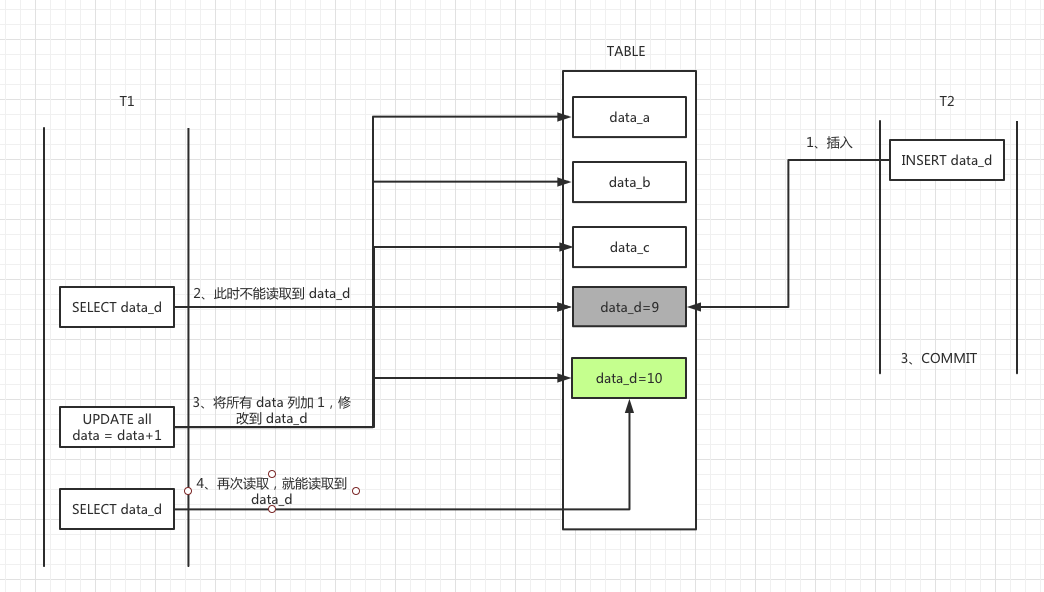 TABLE
T1
T2
data_a
1、插入
INSERT data_d
data_b
data_c
SELECT data_d
2、此时不能读取到 data_d
data_d=9
3、COMMIT
data_d=10
UPDATE all
data = data+1
3、将所有 data 列加 1，修
改到 data_d
SELECT data_d
4、再次读取，就能读取到
data_d